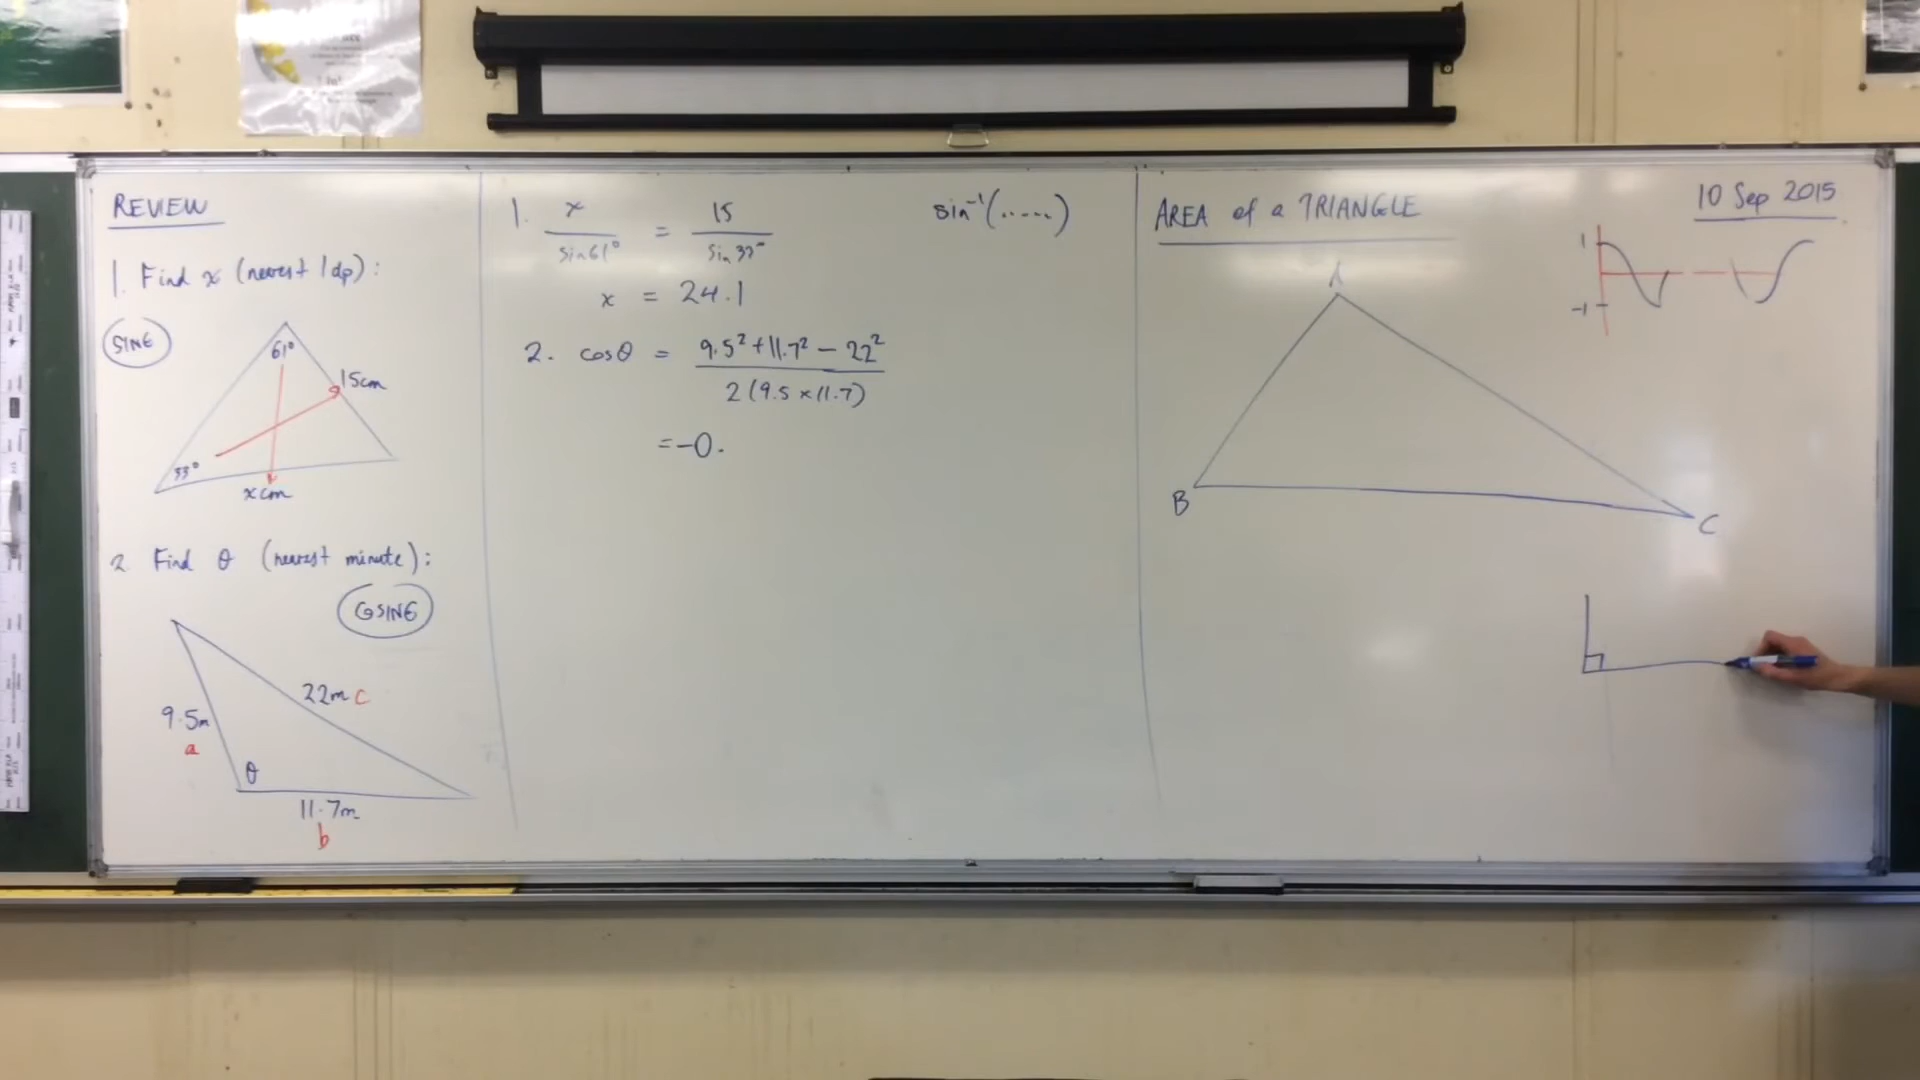 REVIEW
1. Find x (nearest 1dp):
SINE
61°
15cm
33°
x cm
2. Find θ (nearest minute):
COSINE
22m c
9.5m
a
θ
11.7m
b
1. x / sin61° = 15 / sin33°
x = 24.1
sin⁻¹(.....)
2. cosθ = 9.5² + 11.7² − 22² / 2(9.5 × 11.7)
= −0.
AREA of a TRIANGLE
10 Sep 2015
1
−1
A
B
C